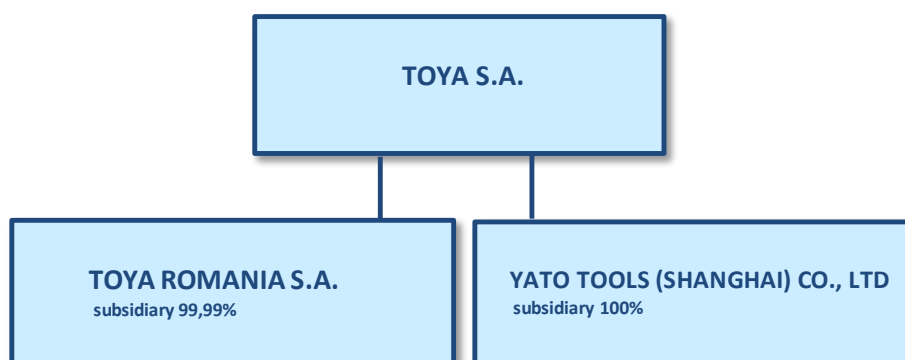 TOYA S.A.
TOYA ROMANIA S.A.
subsidiary 99,99%
YATO TOOLS (SHANGHAI) CO., LTD
subsidiary 100%